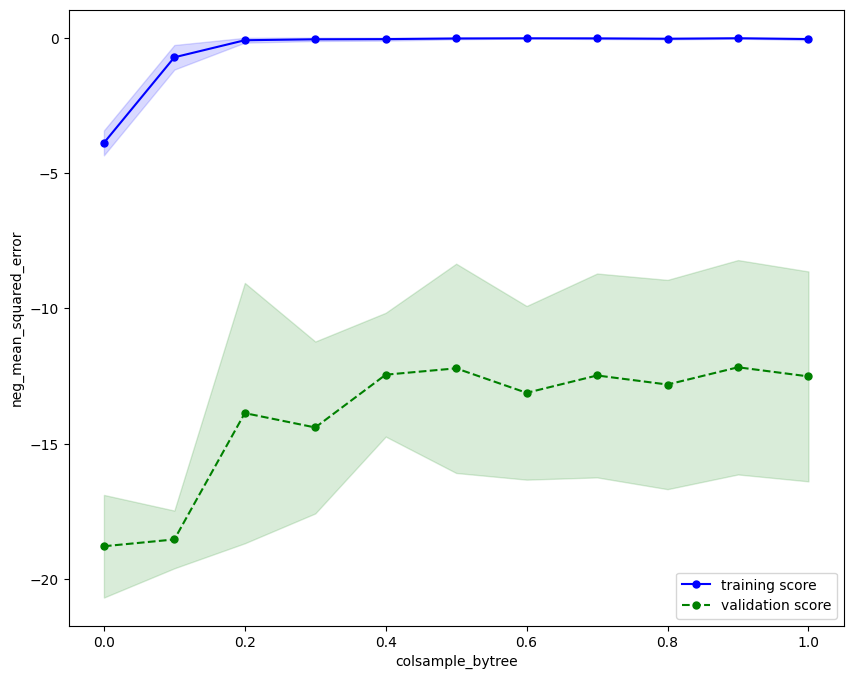 0
−5
−10
−15
−20
neg_mean_squared_error
0.0 0.2 0.4 0.6 0.8 1.0
colsample_bytree
training score
validation score